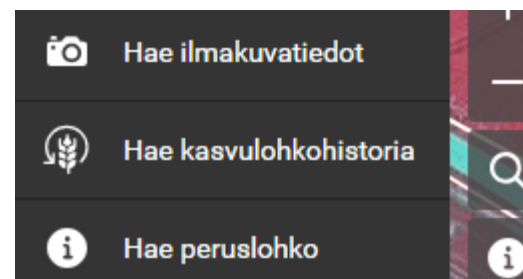 Hae ilmakuvatiedot
Hae kasvulohkohistoria
Hae peruslohko